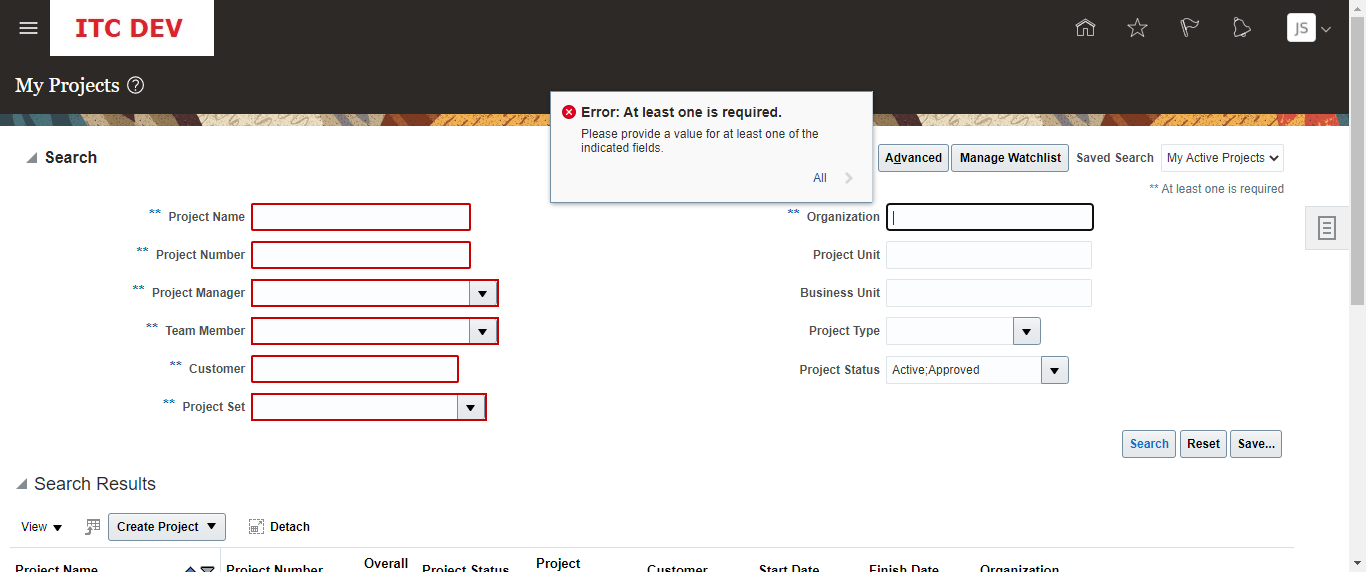 ITC DEV
JS
My Projects
Error: At least one is required.
Please provide a value for at least one of the
indicated fields.
All
Search
Advanced
Manage Watchlist
Saved Search
My Active Projects
** At least one is required
** Project Name
** Project Number
** Project Manager
** Team Member
** Customer
** Project Set
** Organization
Project Unit
Business Unit
Project Type
Project Status
Active;Approved
Search
Reset
Save...
Search Results
View
Create Project
Detach
Project Name
Project Number
Overall
Project Status
Project
Customer
Start Date
Finish Date
Organization